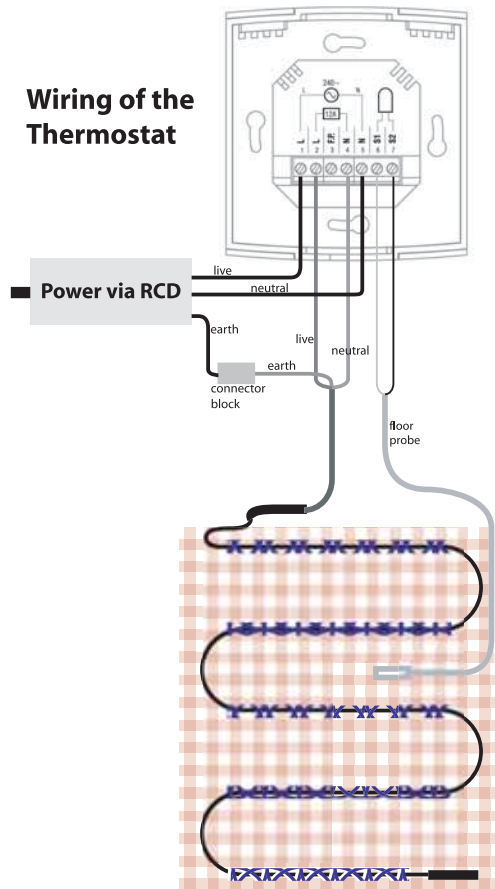 Wiring of the
Thermostat
240~
L N
12A
L L F.P. N N S1 S2
1 2 3 4 5 6 7
live
Power via RCD
neutral
earth
live
neutral
earth
connector
block
floor
probe